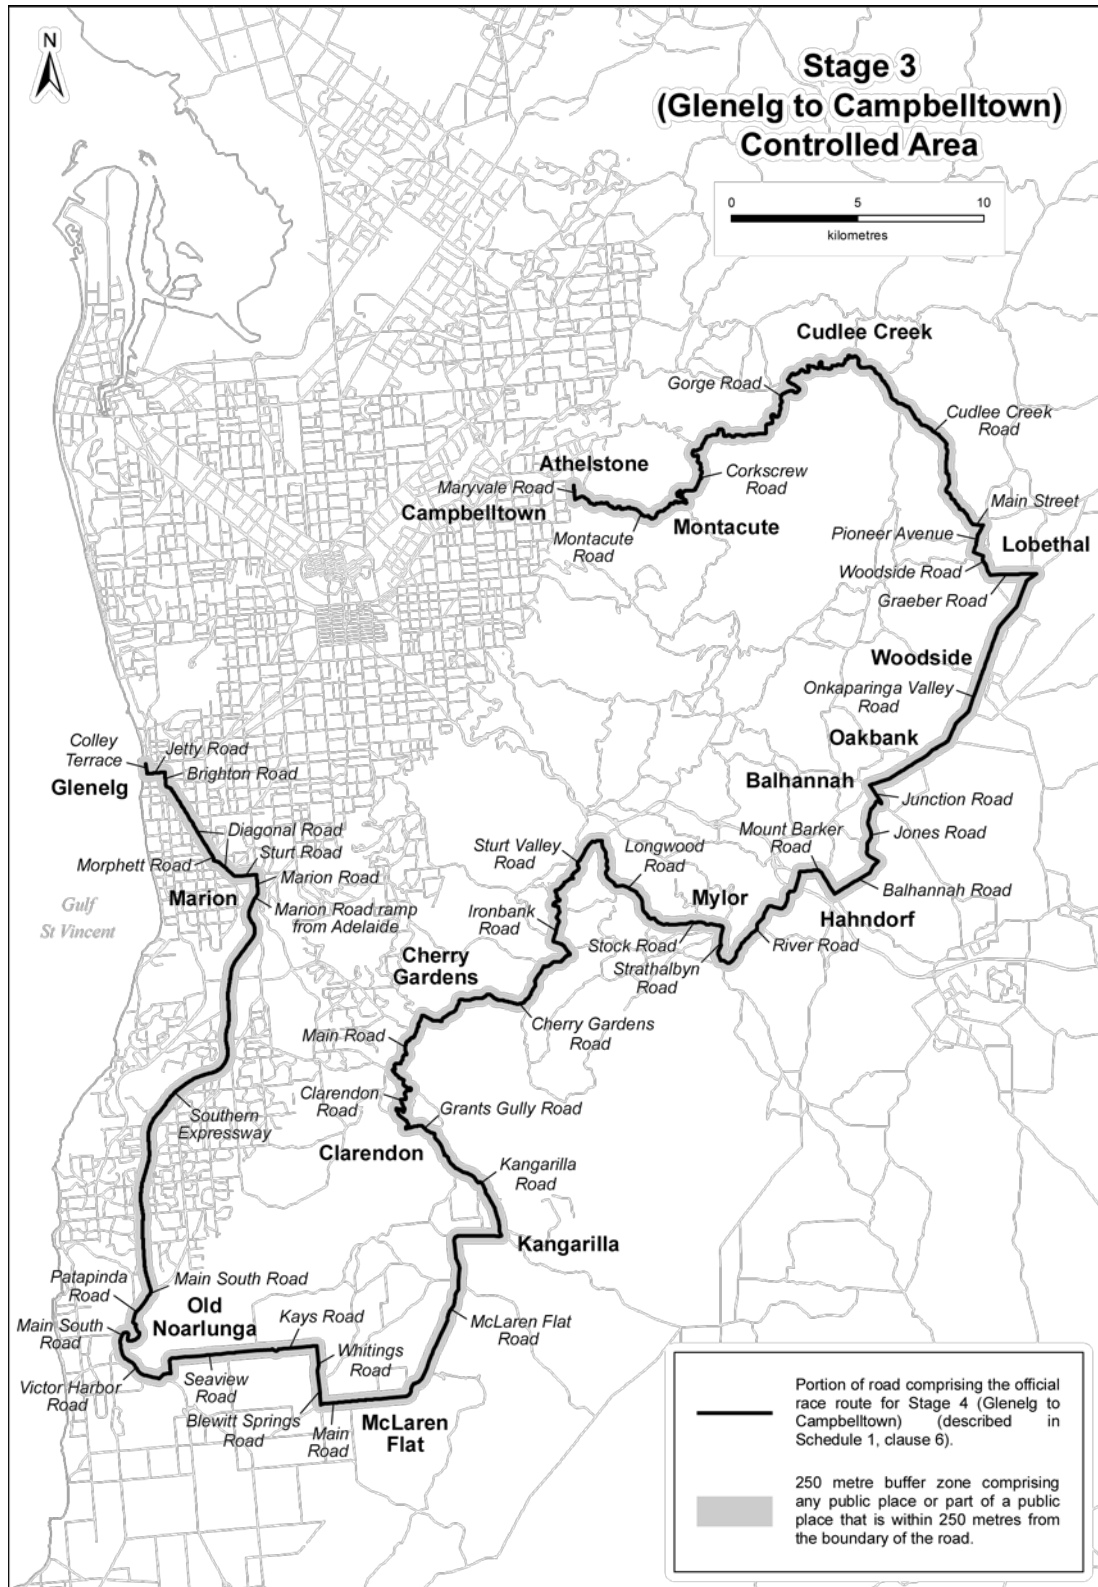 N
Stage 3
(Glenelg to Campbelltown)
Controlled Area
0 5 10
kilometres
Cudlee Creek
Gorge Road
Cudlee Creek
Road
Athelstone
Maryvale Road
Campbelltown
Corkscrew
Road
Montacute
Montacute
Road
Main Street
Pioneer Avenue
Lobethal
Woodside Road
Graeber Road
Woodside
Onkaparinga Valley
Road
Oakbank
Balhannah
Junction Road
Colley
Terrace
Jetty Road
Glenelg
Brighton Road
Diagonal Road
Morphett Road
Sturt Road
Marion Road
Marion
Marion Road ramp
from Adelaide
Gulf
St Vincent
Mount Barker
Road
Jones Road
Sturt Valley
Road
Longwood
Road
Balhannah Road
Mylor
Hahndorf
Ironbank
Road
Stock Road
River Road
Strathalbyn
Road
Cherry
Gardens
Cherry Gardens
Road
Main Road
Clarendon
Road
Grants Gully Road
Southern
Expressway
Clarendon
Kangarilla
Road
Kangarilla
Patapinda
Road
Main South Road
Old
Noarlunga
Main South
Road
Kays Road
McLaren Flat
Road
Whitings
Road
Victor Harbor
Road
Seaview
Road
Blewitt Springs
Road
Main
Road
McLaren
Flat
Portion of road comprising the official
race route for Stage 4 (Glenelg to
Campbelltown) (described in
Schedule 1, clause 6).
250 metre buffer zone comprising
any public place or part of a public
place that is within 250 metres from
the boundary of the road.